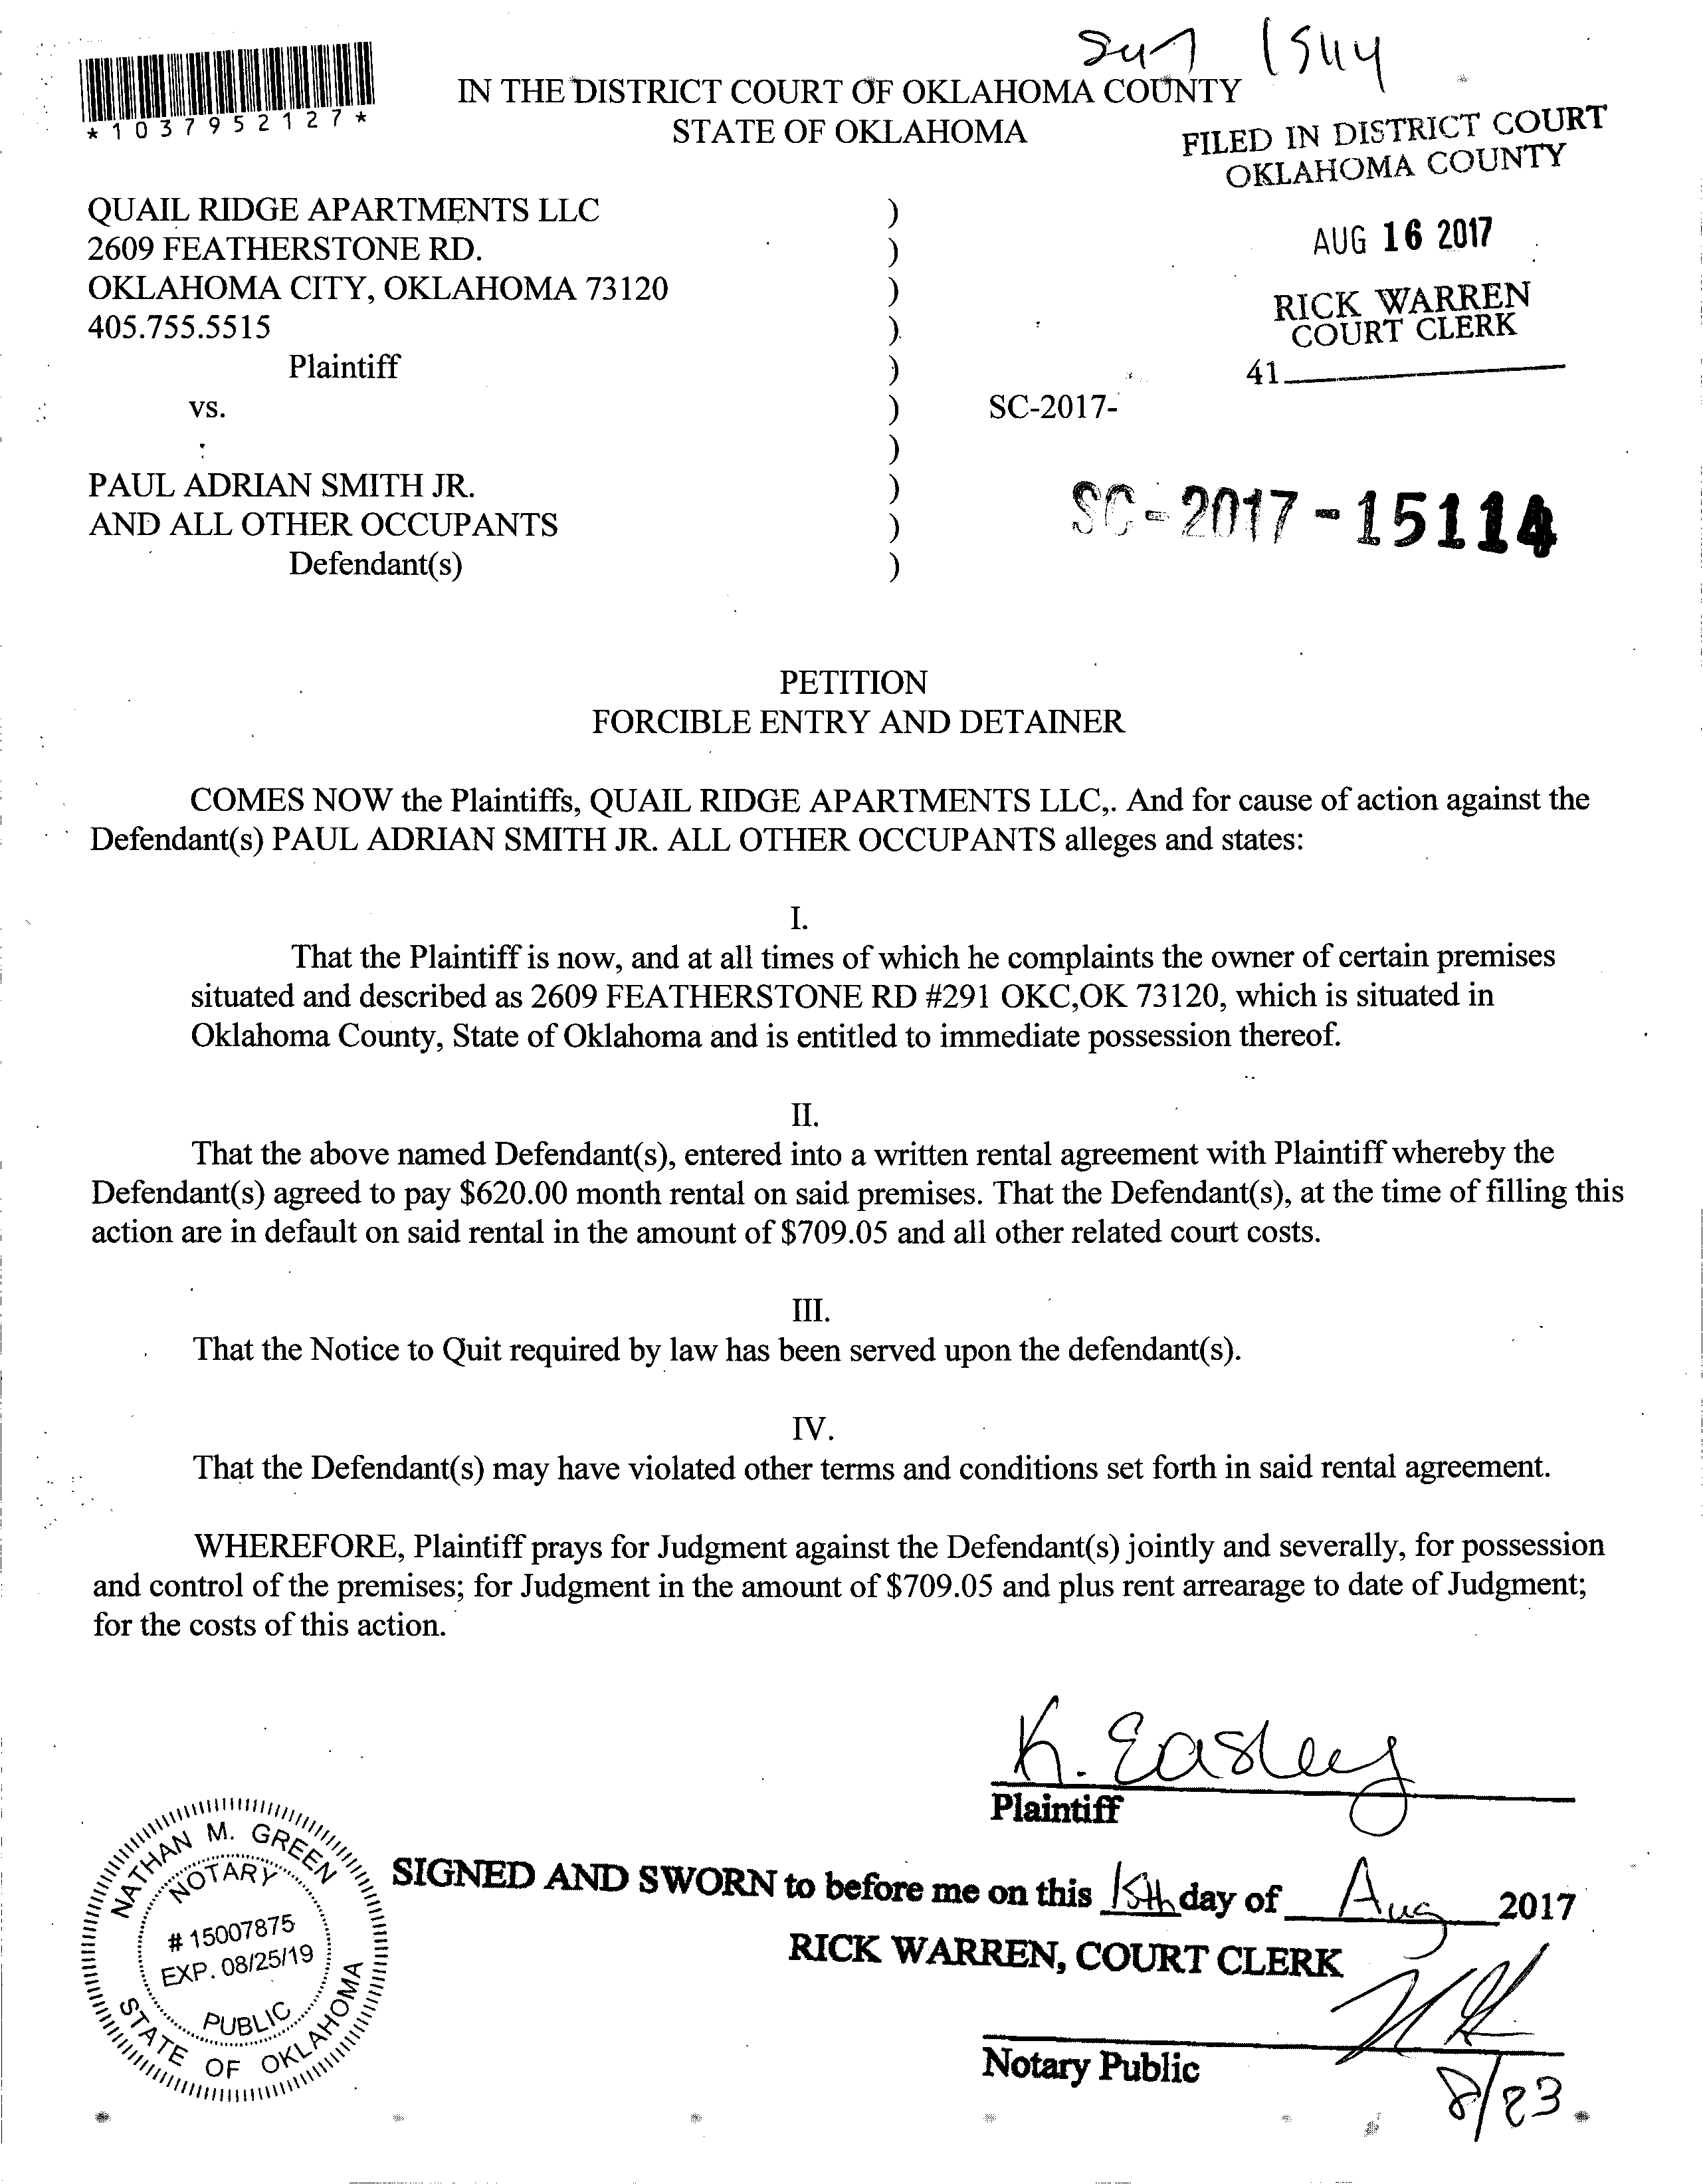 *1037952127*
IN THE DISTRICT COURT OF OKLAHOMA COUNTY
STATE OF OKLAHOMA
FILED IN DISTRICT COURT
OKLAHOMA COUNTY
AUG 16 2017
RICK WARREN
COURT CLERK
41
QUAIL RIDGE APARTMENTS LLC )
2609 FEATHERSTONE RD. )
OKLAHOMA CITY, OKLAHOMA 73120 )
405.755.5515 )
Plaintiff )
vs. ) SC-2017-
)
PAUL ADRIAN SMITH JR. )
AND ALL OTHER OCCUPANTS )
Defendant(s) )
SC-2017-15114
PETITION
FORCIBLE ENTRY AND DETAINER
COMES NOW the Plaintiffs, QUAIL RIDGE APARTMENTS LLC,. And for cause of action against the
Defendant(s) PAUL ADRIAN SMITH JR. ALL OTHER OCCUPANTS alleges and states:
I.
That the Plaintiff is now, and at all times of which he complaints the owner of certain premises
situated and described as 2609 FEATHERSTONE RD #291 OKC,OK 73120, which is situated in
Oklahoma County, State of Oklahoma and is entitled to immediate possession thereof.
II.
That the above named Defendant(s), entered into a written rental agreement with Plaintiff whereby the
Defendant(s) agreed to pay $620.00 month rental on said premises. That the Defendant(s), at the time of filling this
action are in default on said rental in the amount of $709.05 and all other related court costs.
III.
That the Notice to Quit required by law has been served upon the defendant(s).
IV.
That the Defendant(s) may have violated other terms and conditions set forth in said rental agreement.
WHEREFORE, Plaintiff prays for Judgment against the Defendant(s) jointly and severally, for possession
and control of the premises; for Judgment in the amount of $709.05 and plus rent arrearage to date of Judgment;
for the costs of this action.
K. Easley
Plaintiff
SIGNED AND SWORN to before me on this 15th day of Aug 2017
RICK WARREN, COURT CLERK
Notary Public
8/23
NATHAN M. GREEN
NOTARY
# 15007875
EXP. 08/25/19
PUBLIC
STATE OF OKLAHOMA